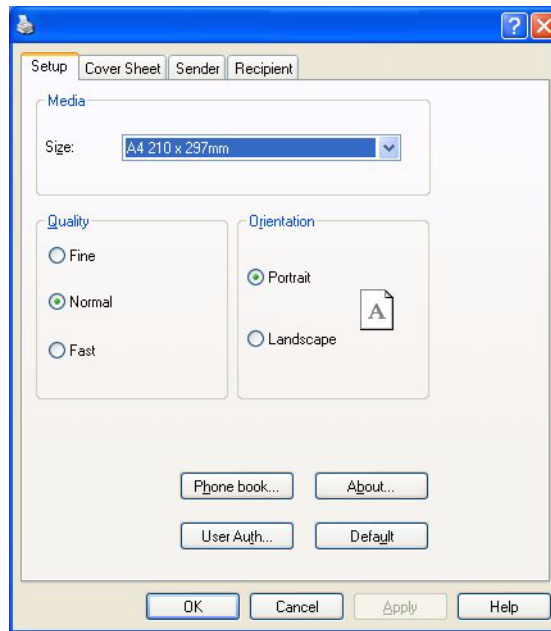 Setup Cover Sheet Sender Recipient
Media
Size: A4 210 x 297mm
Quality
Fine
Normal
Fast
Orientation
Portrait
A
Landscape
Phone book... About...
User Auth... Default
OK Cancel Apply Help